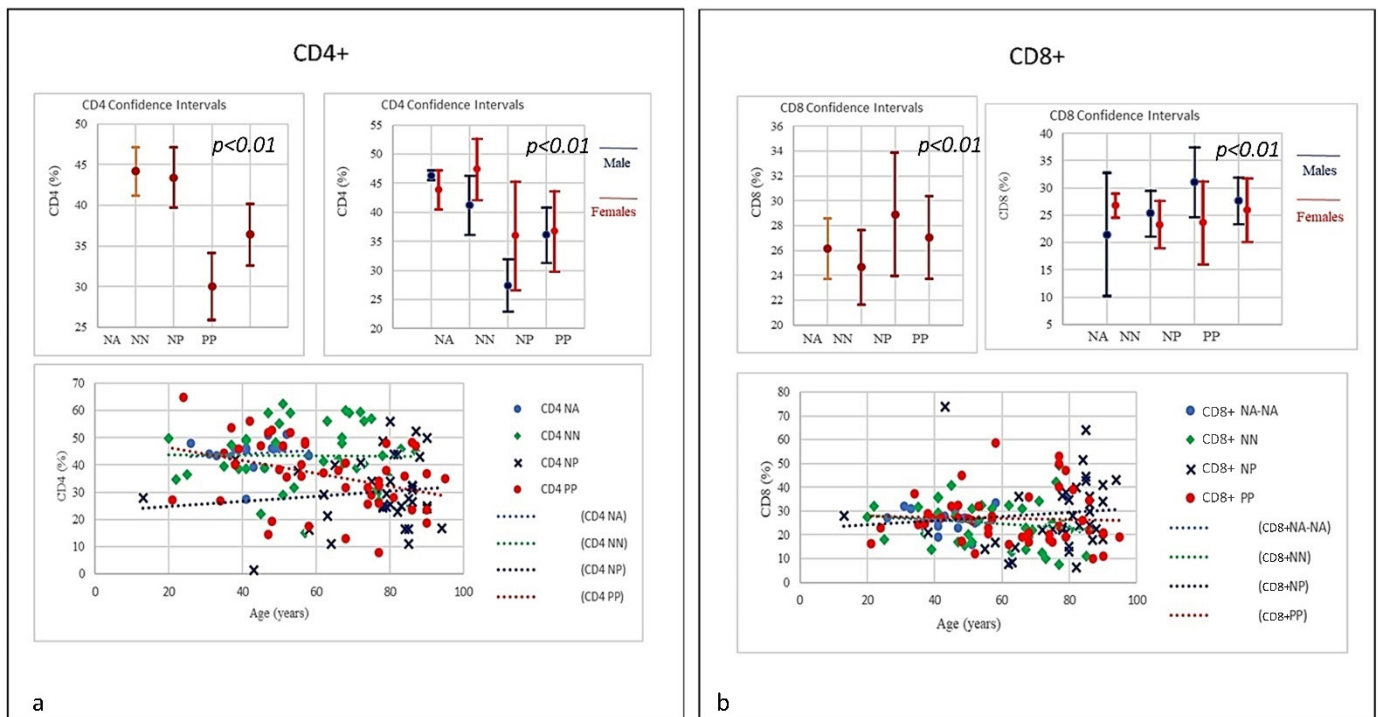 CD4+
CD4 Confidence Intervals
p<0.01
50
45
40
35
30
25
CD4 (%)
NA NN NP PP
CD4 Confidence Intervals
p<0.01
Male
Females
55
50
45
40
35
30
25
20
CD4 (%)
NA NN NP PP
70
60
50
40
30
20
10
0
CD4 (%)
0 20 40 60 80 100
Age (years)
CD4 NA
CD4 NN
CD4 NP
CD4 PP
(CD4 NA)
(CD4 NN)
(CD4 NP)
(CD4 PP)
a
CD8+
CD8 Confidence Intervals
p<0.01
36
34
32
30
28
26
24
22
20
CD8 (%)
NA NN NP PP
CD8 Confidence Intervals
p<0.01
Males
Females
40
35
30
25
20
15
10
5
CD8 (%)
NA NN NP PP
80
70
60
50
40
30
20
10
0
CD8 (%)
0 20 40 60 80 100
Age (years)
CD8+ NA-NA
CD8+ NN
CD8+ NP
CD8+ PP
(CD8+NA-NA)
(CD8+NN)
(CD8+NP)
(CD8+PP)
b